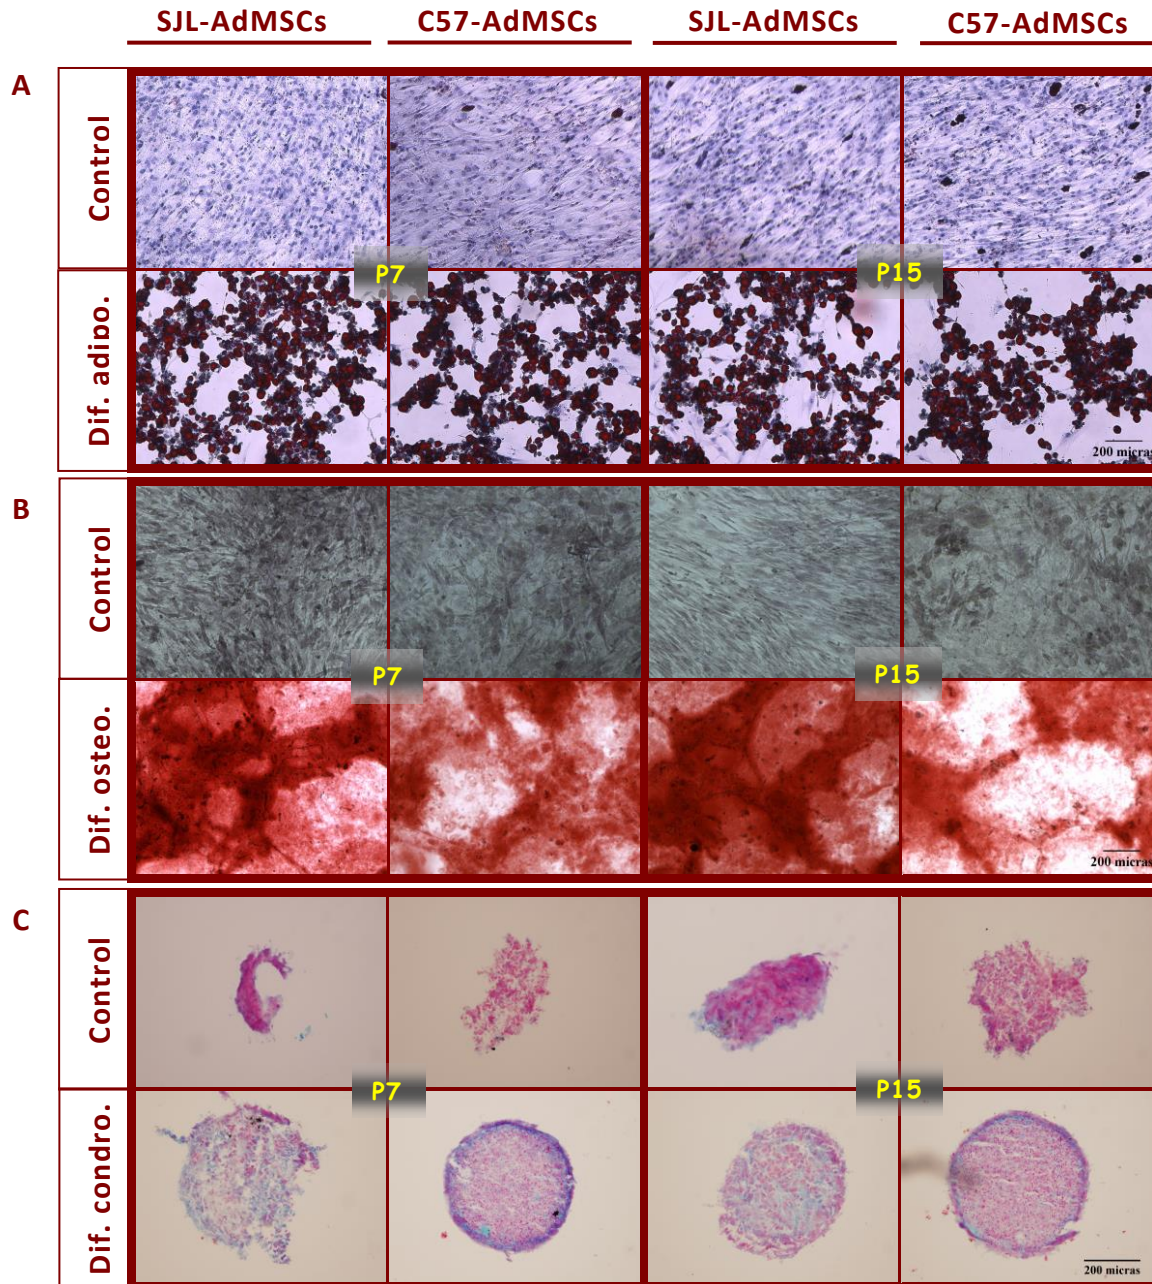 SJL-AdMSCs C57-AdMSCs SJL-AdMSCs C57-AdMSCs
A
Control
P7 P15
Dif. adipo.
200 micras
B
Control
P7 P15
Dif. osteo.
200 micras
C
Control
P7 P15
Dif. condro.
200 micras